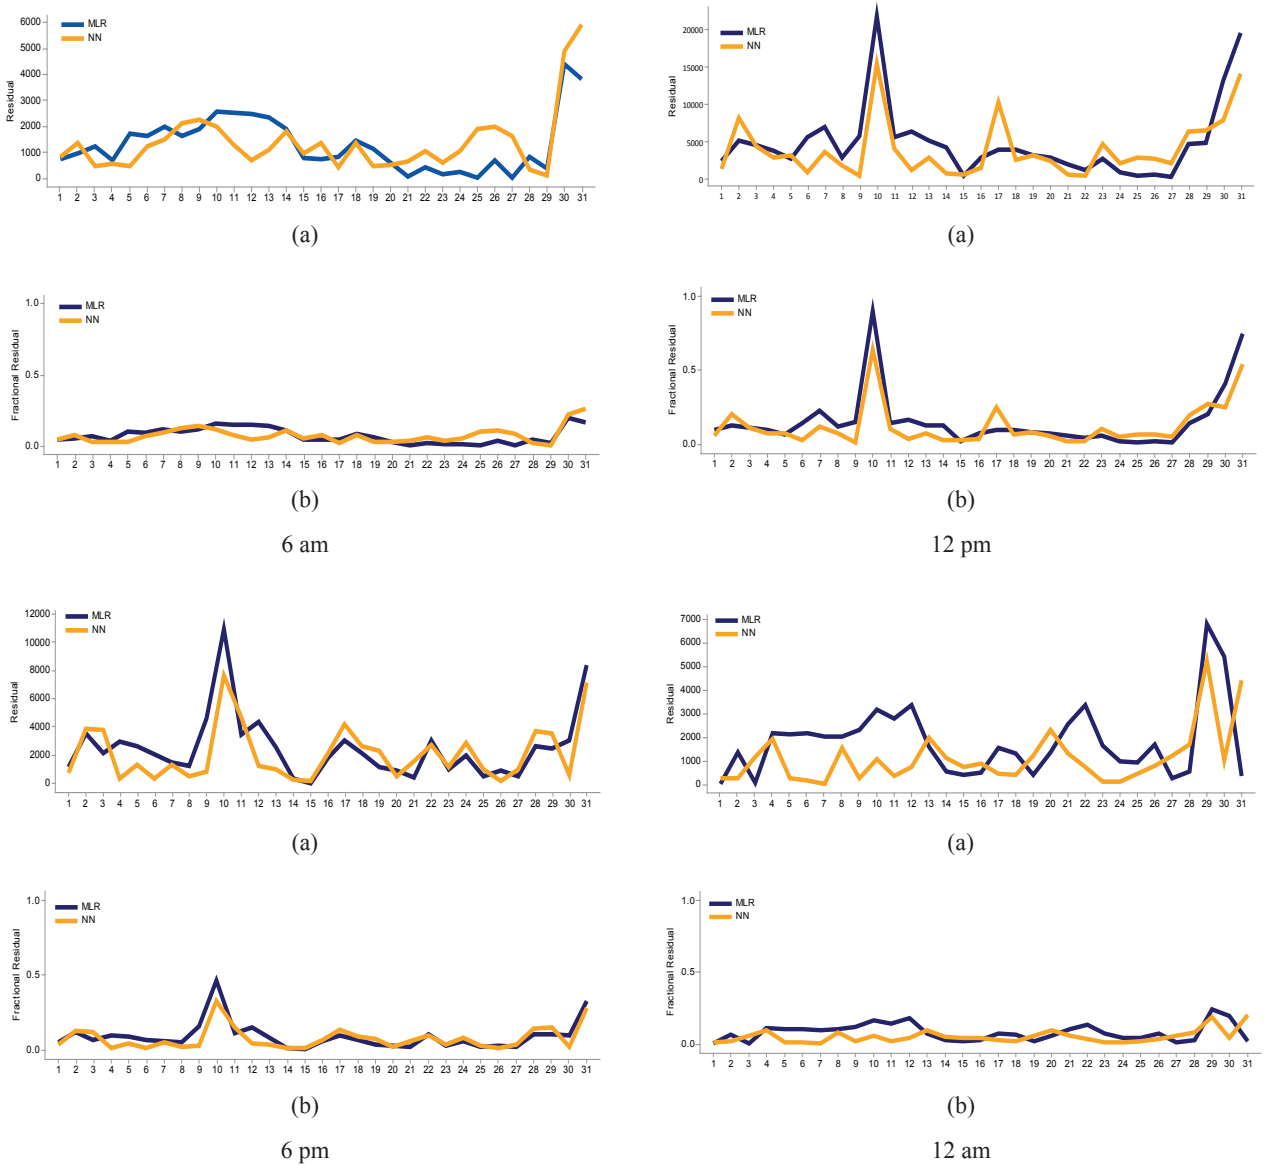 6000
5000
4000
3000
2000
1000
0
Residual
MLR
NN
1 2 3 4 5 6 7 8 9 10 11 12 13 14 15 16 17 18 19 20 21 22 23 24 25 26 27 28 29 30 31
(a)
20000
15000
10000
5000
0
Residual
MLR
NN
1 2 3 4 5 6 7 8 9 10 11 12 13 14 15 16 17 18 19 20 21 22 23 24 25 26 27 28 29 30 31
(a)
1.0
0.5
0.0
Fractional Residual
MLR
NN
1 2 3 4 5 6 7 8 9 10 11 12 13 14 15 16 17 18 19 20 21 22 23 24 25 26 27 28 29 30 31
(b)
6 am
1.0
0.5
0.0
Fractional Residual
MLR
NN
1 2 3 4 5 6 7 8 9 10 11 12 13 14 15 16 17 18 19 20 21 22 23 24 25 26 27 28 29 30 31
(b)
12 pm
12000
10000
8000
6000
4000
2000
0
Residual
MLR
NN
1 2 3 4 5 6 7 8 9 10 11 12 13 14 15 16 17 18 19 20 21 22 23 24 25 26 27 28 29 30 31
(a)
7000
6000
5000
4000
3000
2000
1000
0
Residual
MLR
NN
1 2 3 4 5 6 7 8 9 10 11 12 13 14 15 16 17 18 19 20 21 22 23 24 25 26 27 28 29 30 31
(a)
1.0
0.5
0.0
Fractional Residual
MLR
NN
1 2 3 4 5 6 7 8 9 10 11 12 13 14 15 16 17 18 19 20 21 22 23 24 25 26 27 28 29 30 31
(b)
6 pm
1.0
0.5
0.0
Fractional Residual
MLR
NN
1 2 3 4 5 6 7 8 9 10 11 12 13 14 15 16 17 18 19 20 21 22 23 24 25 26 27 28 29 30 31
(b)
12 am